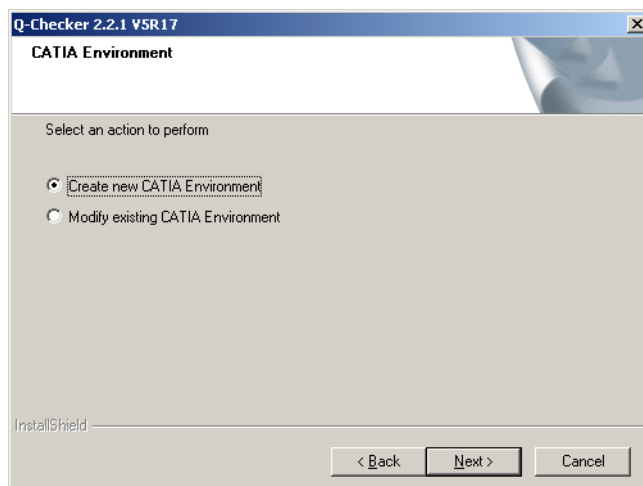 Q-Checker 2.2.1 V5R17
CATIA Environment
Select an action to perform
Create new CATIA Environment
Modify existing CATIA Environment
InstallShield
< Back
Next >
Cancel